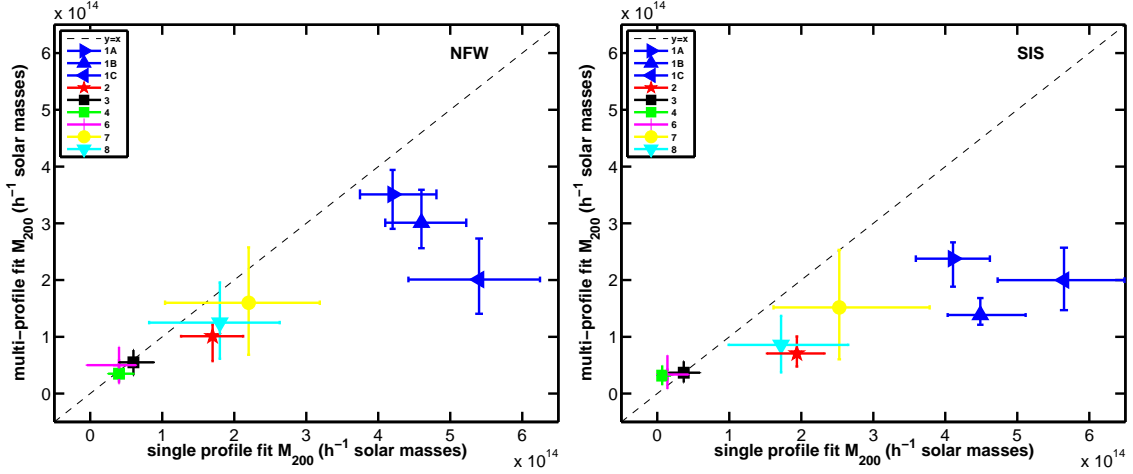 x 10^14
6
5
4
3
2
1
0
multi−profile fit M_200 (h^−1 solar masses)
y=x
1A
1B
1C
2
3
4
6
7
8
NFW
0 1 2 3 4 5 6
x 10^14
single profile fit M_200 (h^−1 solar masses)
x 10^14
6
5
4
3
2
1
0
multi−profile fit M_200 (h^−1 solar masses)
y=x
1A
1B
1C
2
3
4
6
7
8
SIS
0 1 2 3 4 5 6
x 10^14
single profile fit M_200 (h^−1 solar masses)